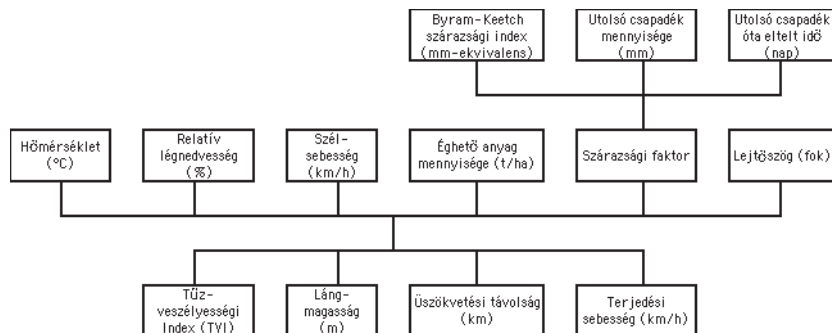 Byram-Keetch
szárazsági index
(mm-ekvivalens)
Utolsó csapadék
mennyisége
(mm)
Utolsó csapadék
óta eltelt idő
(nap)
Hőmérséklet
(°C)
Relatív
légnedvesség
(%)
Szél-
sebesség
(km/h)
Éghető anyag
mennyisége (t/ha)
Szárazsági faktor
Lejtőszög (fok)
Tűz-
veszélyességi
Index (TVI)
Láng-
magasság
(m)
Üszökvetési távolság
(km)
Terjedési
sebesség (km/h)